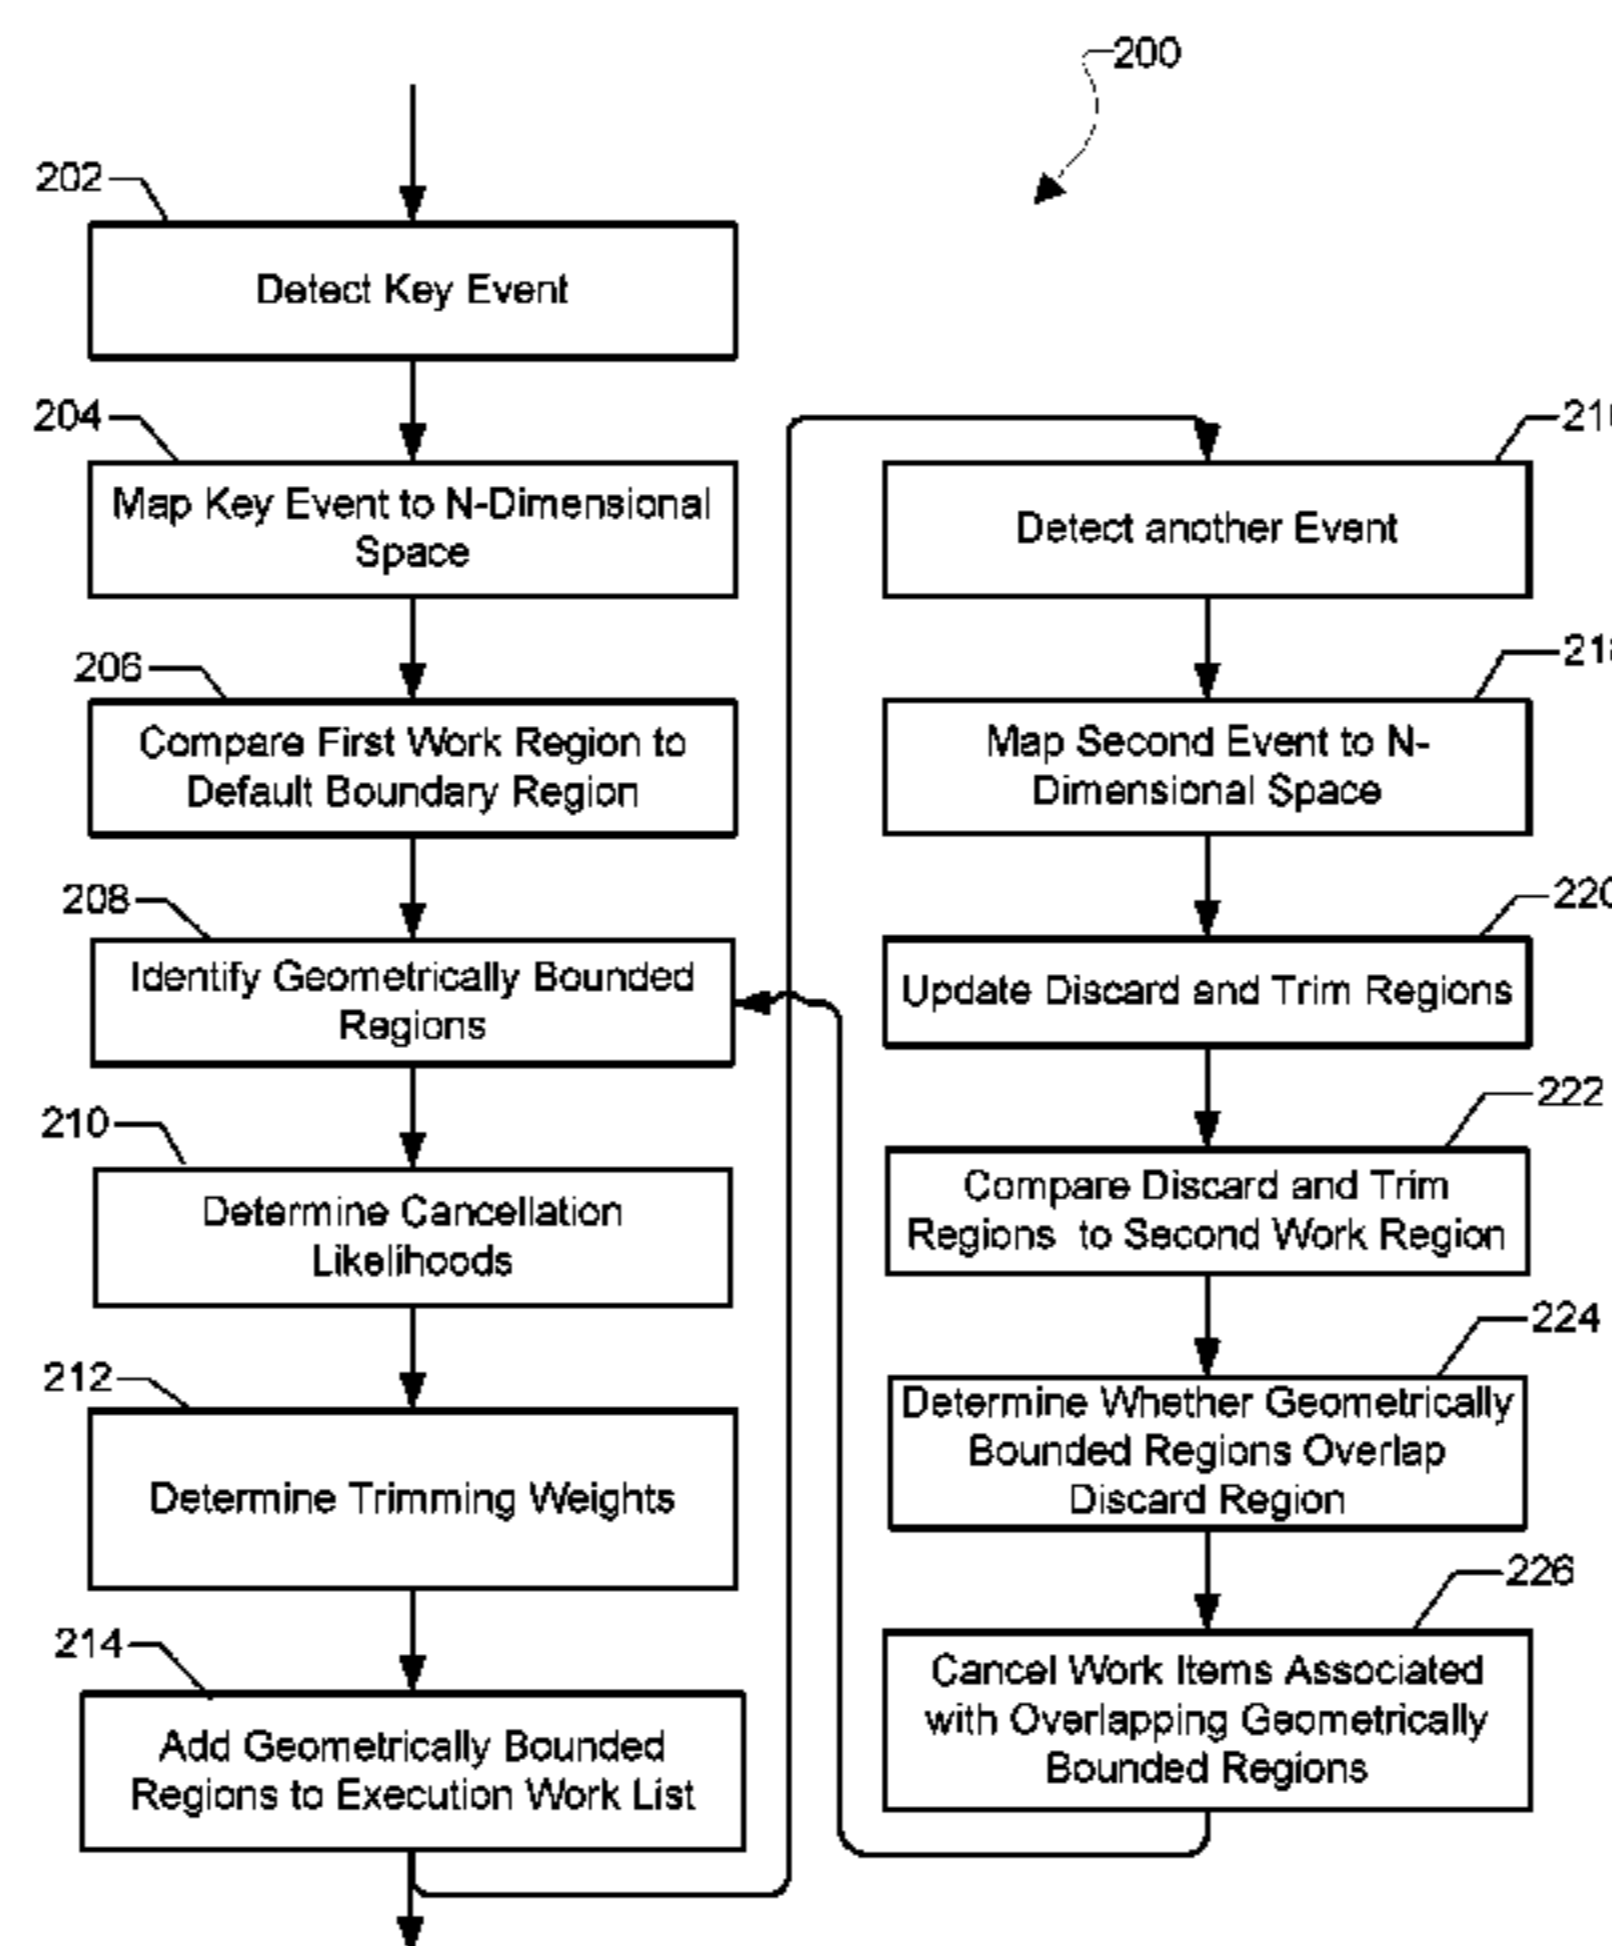 200
202
Detect Key Event
204
Map Key Event to N-Dimensional
Space
206
Compare First Work Region to
Default Boundary Region
208
Identify Geometrically Bounded
Regions
210
Determine Cancellation
Likelihoods
212
Determine Trimming Weights
214
Add Geometrically Bounded
Regions to Execution Work List
Detect another Event
Map Second Event to N-
Dimensional Space
220
Update Discard and Trim Regions
222
Compare Discard and Trim
Regions to Second Work Region
224
Determine Whether Geometrically
Bounded Regions Overlap
Discard Region
226
Cancel Work Items Associated
with Overlapping Geometrically
Bounded Regions